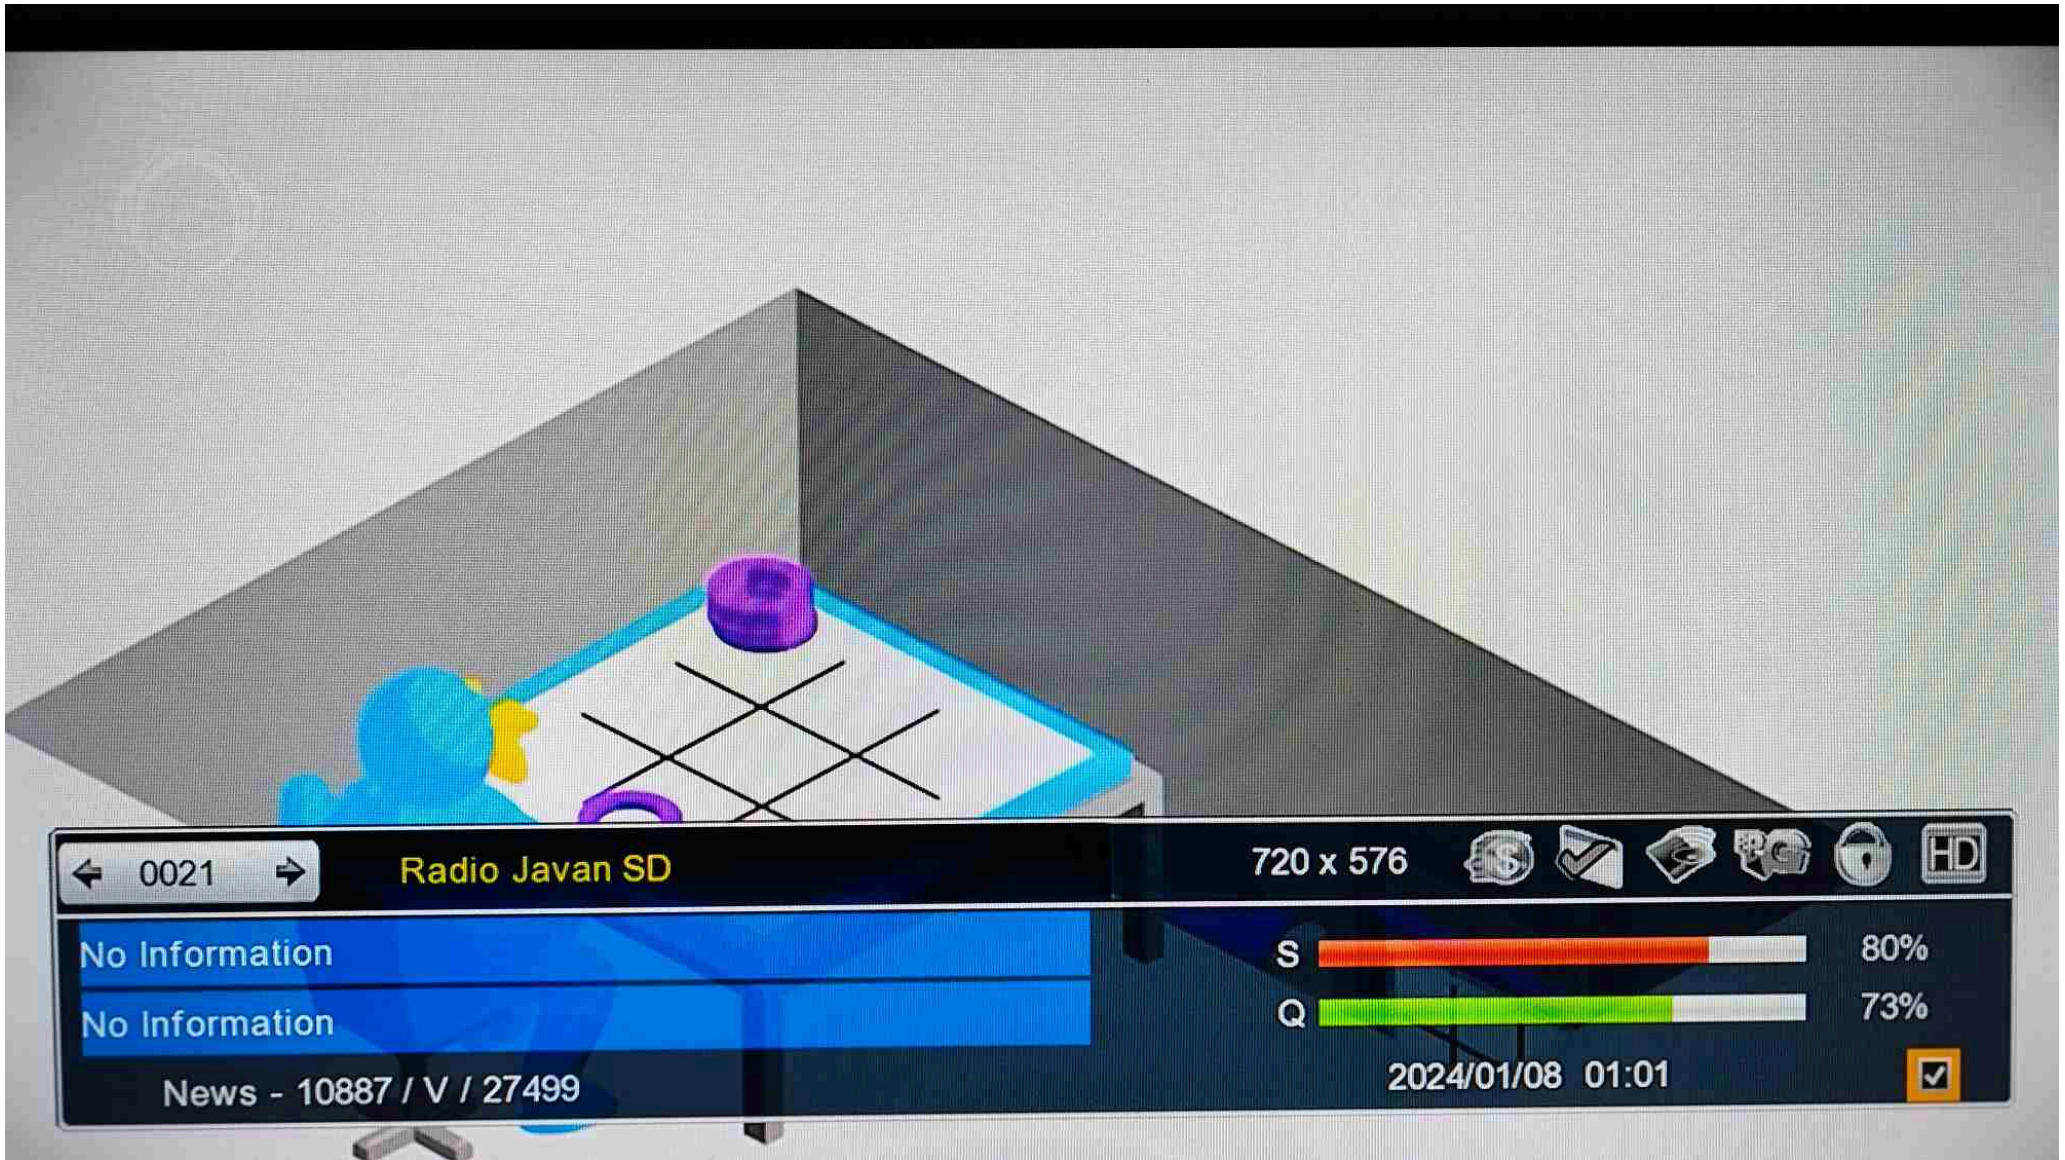 0021
Radio Javan SD
720 x 576
$
HD
No Information
No Information
S 80%
Q 73%
News - 10887 / V / 27499
2024/01/08 01:01